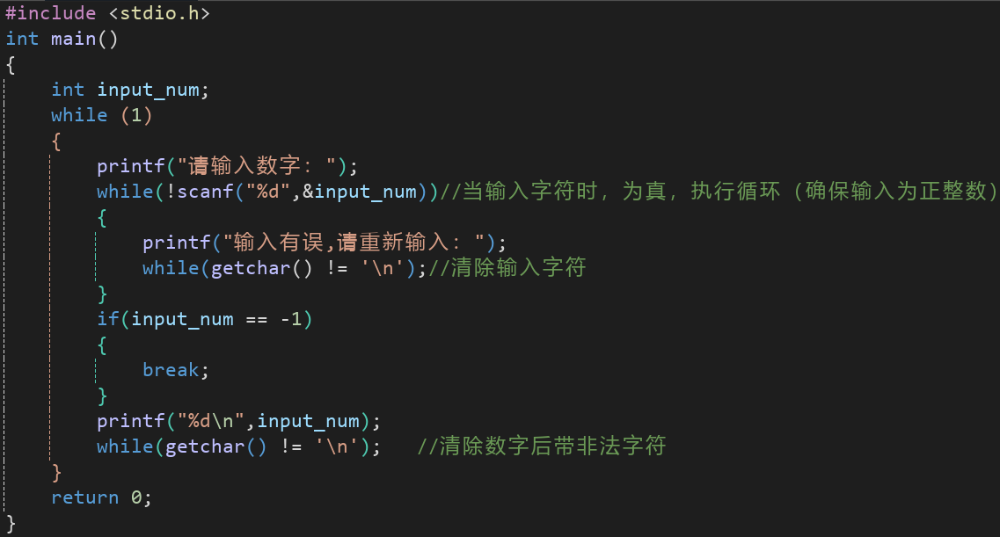 #include <stdio.h>
int main()
{
    int input_num;
    while (1)
    {
        printf("请输入数字：");
        while(!scanf("%d",&input_num))//当输入字符时，为真，执行循环（确保输入为正整数）
        {
            printf("输入有误,请重新输入：");
            while(getchar() != '\n');//清除输入字符
        }
        if(input_num == -1)
        {
            break;
        }
        printf("%d\n",input_num);
        while(getchar() != '\n');   //清除数字后带非法字符
    }
    return 0;
}